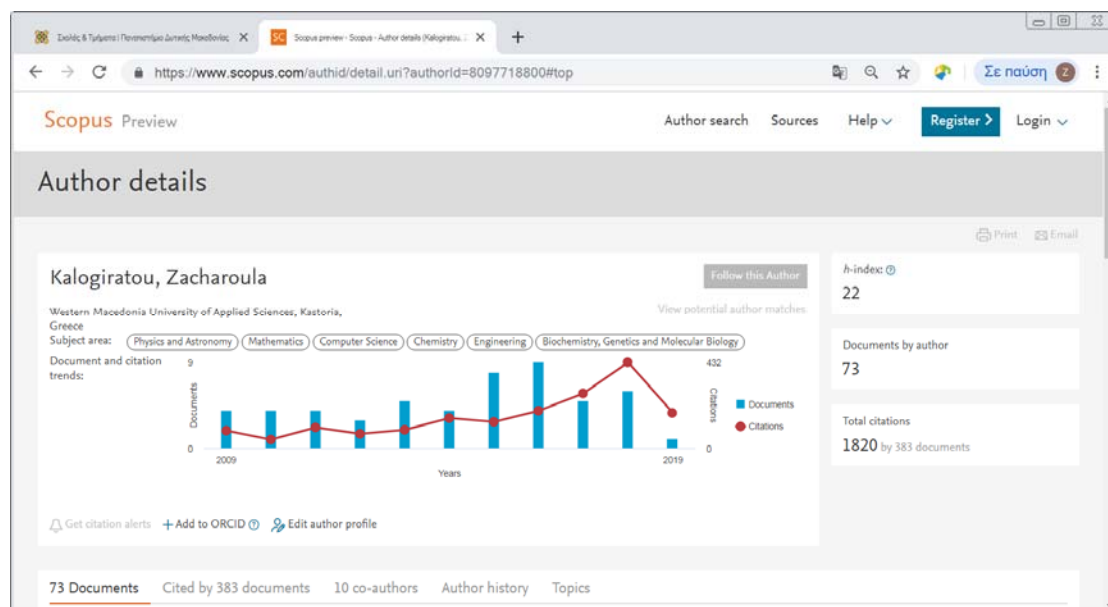 Σχολές & Τμήματα | Πανεπιστήμιο Δυτικής Μακεδονίας
SC Scopus preview - Scopus - Author details (Kalogiratou, Z
https://www.scopus.com/authid/detail.uri?authorId=8097718800#top
Σε παύση Z
Scopus Preview
Author search Sources Help Register Login
Author details
Print Email
Kalogiratou, Zacharoula
Follow this Author
Western Macedonia University of Applied Sciences, Kastoria,
Greece
View potential author matches
Subject area: Physics and Astronomy Mathematics Computer Science Chemistry Engineering Biochemistry, Genetics and Molecular Biology
Document and citation
trends:
9
432
Documents
Citations
Documents
Citations
0
0
2009
2019
Years
Get citation alerts + Add to ORCID Edit author profile
h-index:
22
Documents by author
73
Total citations
1820 by 383 documents
73 Documents Cited by 383 documents 10 co-authors Author history Topics